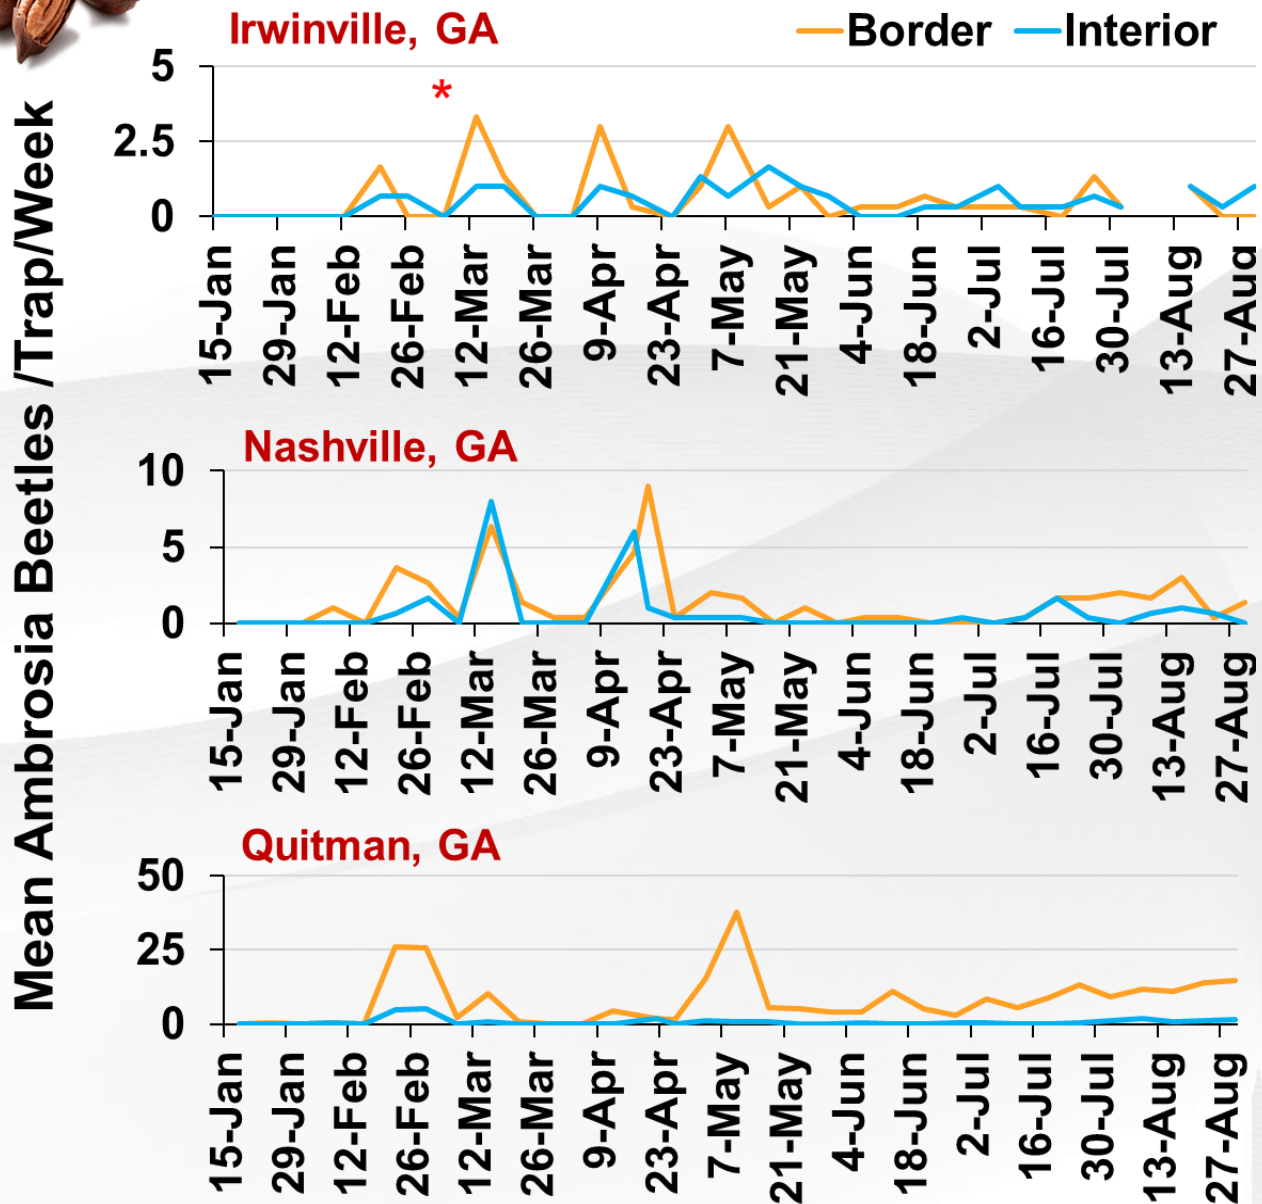 Irwinville, GA
Border
Interior
Mean Ambrosia Beetles /Trap/Week
5
*
2.5
0
15-Jan
29-Jan
12-Feb
26-Feb
12-Mar
26-Mar
9-Apr
23-Apr
7-May
21-May
4-Jun
18-Jun
2-Jul
16-Jul
30-Jul
13-Aug
27-Aug
Nashville, GA
10
5
0
15-Jan
29-Jan
12-Feb
26-Feb
12-Mar
26-Mar
9-Apr
23-Apr
7-May
21-May
4-Jun
18-Jun
2-Jul
16-Jul
30-Jul
13-Aug
27-Aug
Quitman, GA
50
25
0
15-Jan
29-Jan
12-Feb
26-Feb
12-Mar
26-Mar
9-Apr
23-Apr
7-May
21-May
4-Jun
18-Jun
2-Jul
16-Jul
30-Jul
13-Aug
27-Aug